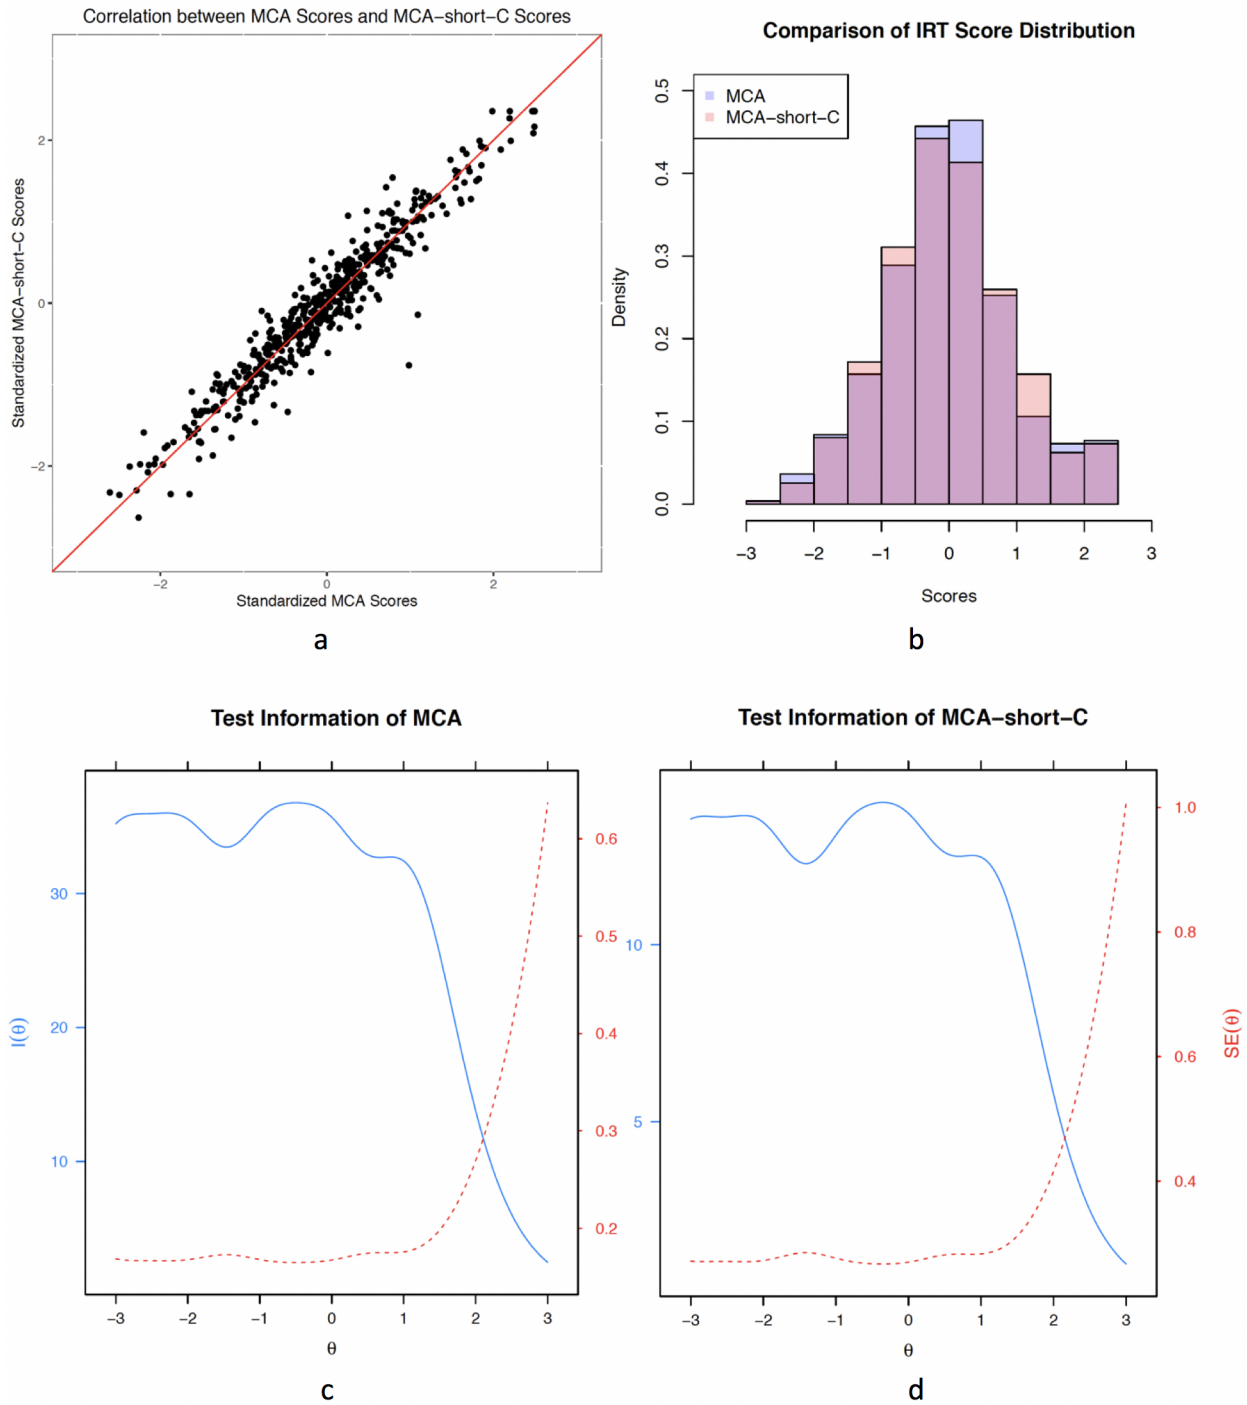 Correlation between MCA Scores and MCA−short−C Scores
Standardized MCA−short−C Scores
2
0
−2
−2 0 2
Standardized MCA Scores
a
Comparison of IRT Score Distribution
MCA
MCA−short−C
Density
0.5
0.4
0.3
0.2
0.1
0.0
−3 −2 −1 0 1 2 3
Scores
b
Test Information of MCA
I(θ)
30
20
10
0.6
0.5
0.4
0.3
0.2
−3 −2 −1 0 1 2 3
θ
c
Test Information of MCA−short−C
10
5
1.0
0.8
0.6
0.4
SE(θ)
−3 −2 −1 0 1 2 3
θ
d